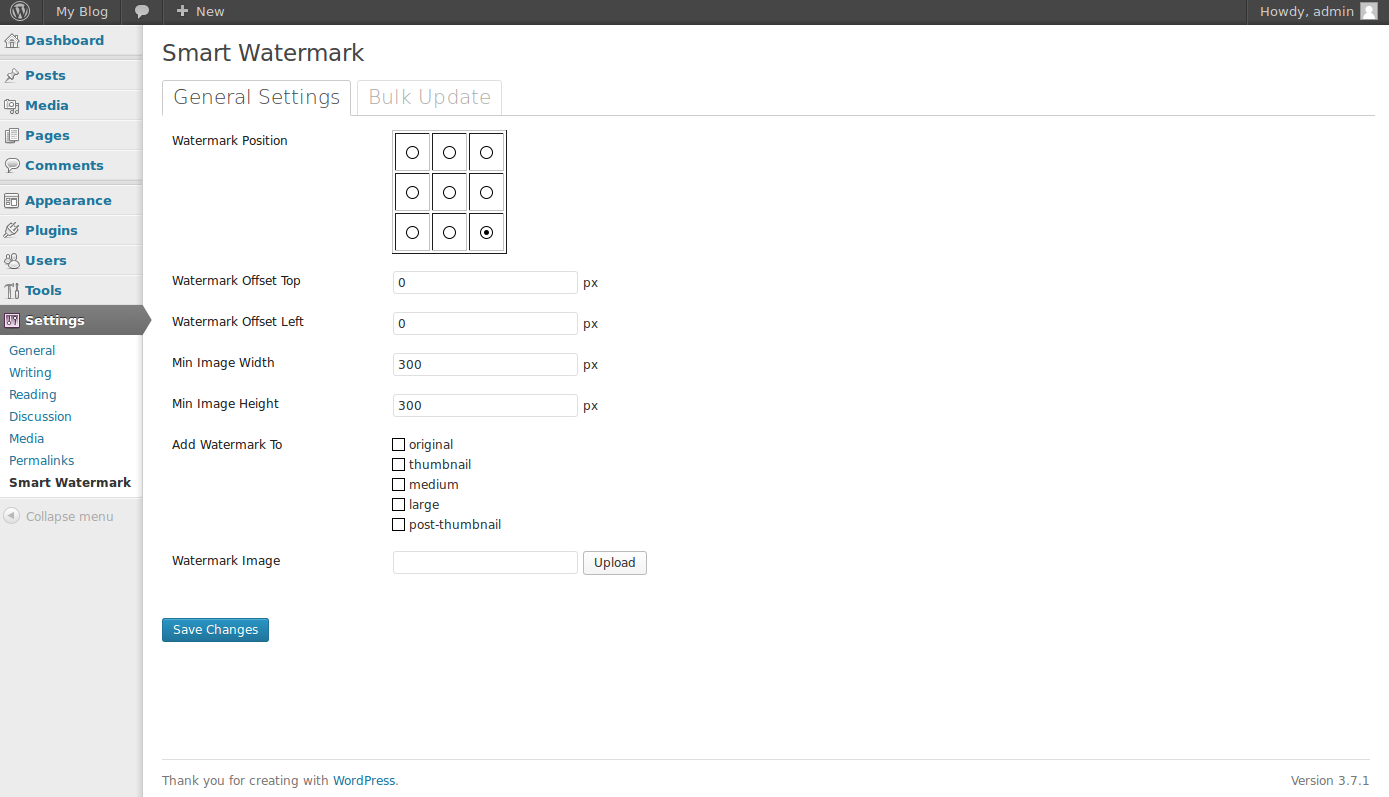 My Blog New Howdy, admin
Dashboard
Posts
Media
Pages
Comments
Appearance
Plugins
Users
Tools
Settings
General
Writing
Reading
Discussion
Media
Permalinks
Smart Watermark
Collapse menu
Smart Watermark
General Settings Bulk Update
Watermark Position
Watermark Offset Top 0 px
Watermark Offset Left 0 px
Min Image Width 300 px
Min Image Height 300 px
Add Watermark To original
thumbnail
medium
large
post-thumbnail
Watermark Image Upload
Save Changes
Thank you for creating with WordPress. Version 3.7.1